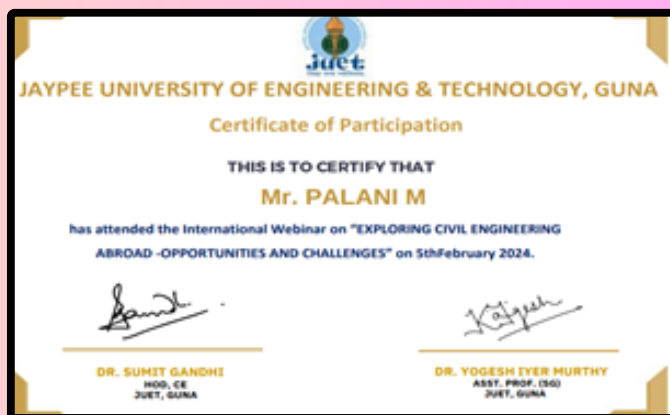 juet
JAYPEE UNIVERSITY OF ENGINEERING & TECHNOLOGY, GUNA
Certificate of Participation
THIS IS TO CERTIFY THAT
Mr. PALANI M
has attended the International Webinar on "EXPLORING CIVIL ENGINEERING
ABROAD -OPPORTUNITIES AND CHALLENGES" on 5thFebruary 2024.
DR. SUMIT GANDHI
HOD, CE
JUET, GUNA
DR. YOGESH IYER MURTHY
ASST. PROF. (SG)
JUET, GUNA